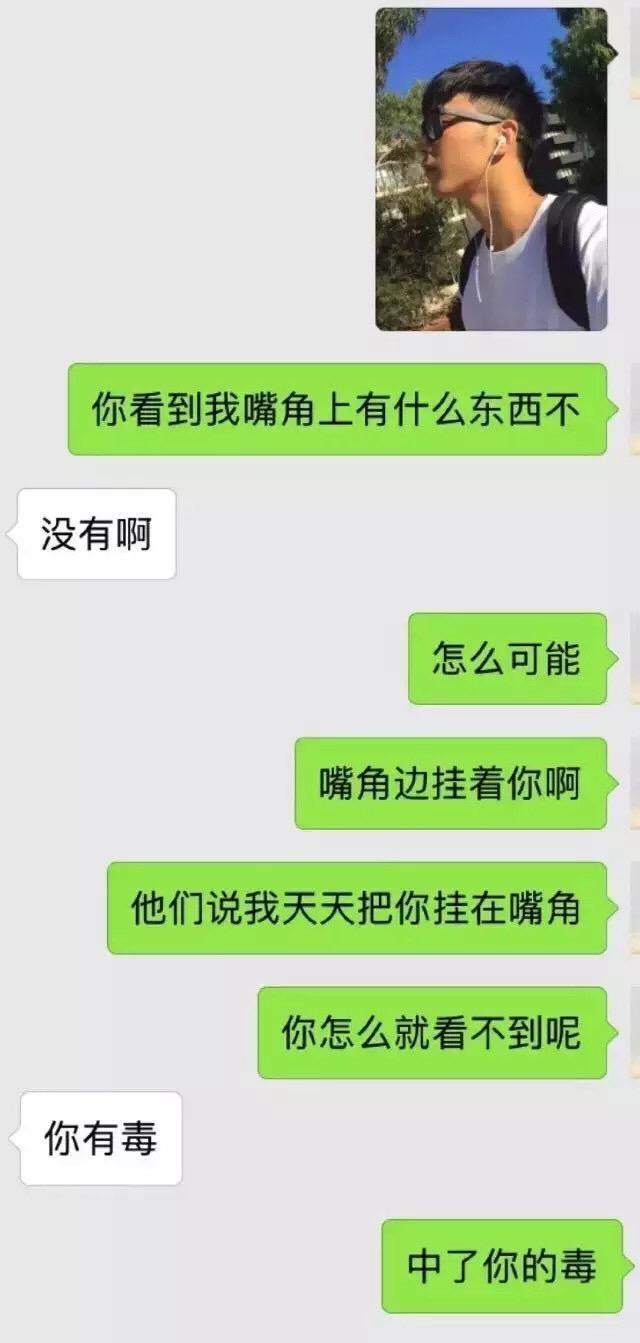 你看到我嘴角上有什么东西不
没有啊
怎么可能
嘴角边挂着你啊
他们说我天天把你挂在嘴角
你怎么就看不到呢
你有毒
中了你的毒